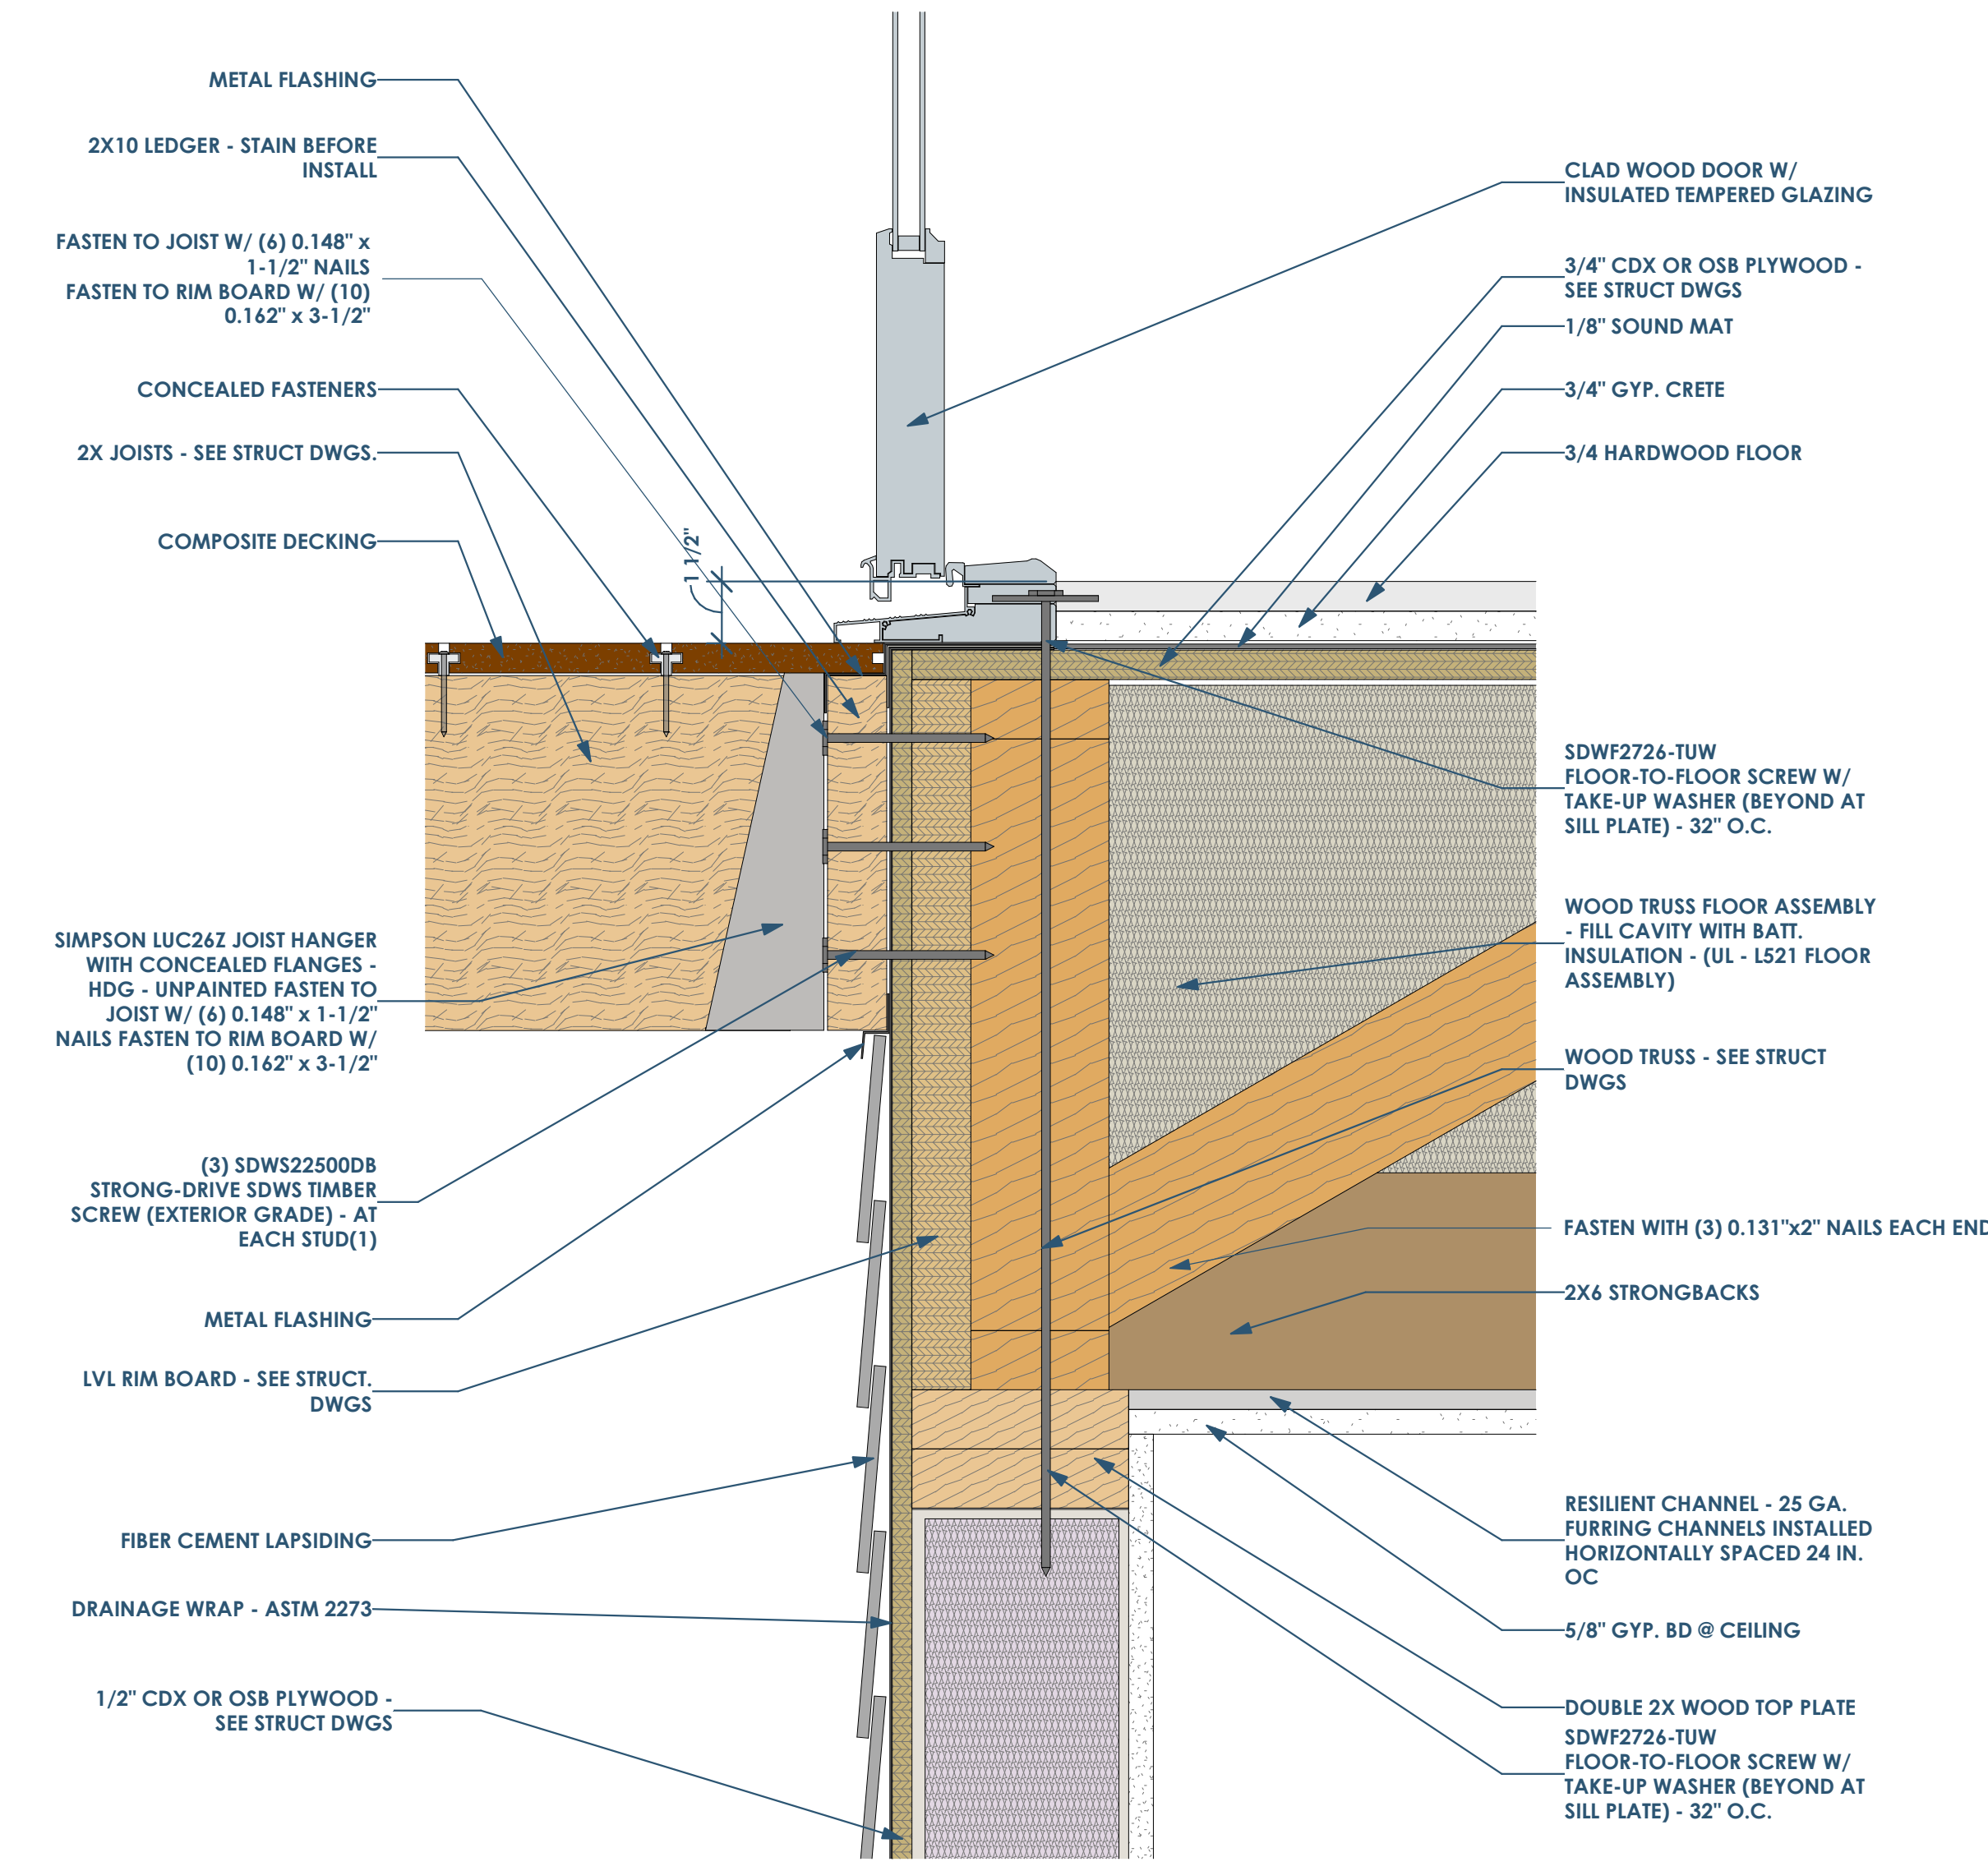 METAL FLASHING
2X10 LEDGER - STAIN BEFORE
INSTALL
FASTEN TO JOIST W/ (6) 0.148" x
1-1/2" NAILS
FASTEN TO RIM BOARD W/ (10)
0.162" x 3-1/2"
CONCEALED FASTENERS
2X JOISTS - SEE STRUCT DWGS.
COMPOSITE DECKING
1 1/2"
SIMPSON LUC26Z JOIST HANGER
WITH CONCEALED FLANGES -
HDG - UNPAINTED FASTEN TO
JOIST W/ (6) 0.148" x 1-1/2"
NAILS FASTEN TO RIM BOARD W/
(10) 0.162" x 3-1/2"
(3) SDWS22500DB
STRONG-DRIVE SDWS TIMBER
SCREW (EXTERIOR GRADE) - AT
EACH STUD(1)
METAL FLASHING
LVL RIM BOARD - SEE STRUCT.
DWGS
FIBER CEMENT LAPSIDING
DRAINAGE WRAP - ASTM 2273
1/2" CDX OR OSB PLYWOOD -
SEE STRUCT DWGS
CLAD WOOD DOOR W/
INSULATED TEMPERED GLAZING
3/4" CDX OR OSB PLYWOOD -
SEE STRUCT DWGS
1/8" SOUND MAT
3/4" GYP. CRETE
3/4 HARDWOOD FLOOR
SDWF2726-TUW
FLOOR-TO-FLOOR SCREW W/
TAKE-UP WASHER (BEYOND AT
SILL PLATE) - 32" O.C.
WOOD TRUSS FLOOR ASSEMBLY
- FILL CAVITY WITH BATT.
INSULATION - (UL - L521 FLOOR
ASSEMBLY)
WOOD TRUSS - SEE STRUCT
DWGS
FASTEN WITH (3) 0.131"x2" NAILS EACH END
2X6 STRONGBACKS
RESILIENT CHANNEL - 25 GA.
FURRING CHANNELS INSTALLED
HORIZONTALLY SPACED 24 IN.
OC
5/8" GYP. BD @ CEILING
DOUBLE 2X WOOD TOP PLATE
SDWF2726-TUW
FLOOR-TO-FLOOR SCREW W/
TAKE-UP WASHER (BEYOND AT
SILL PLATE) - 32" O.C.